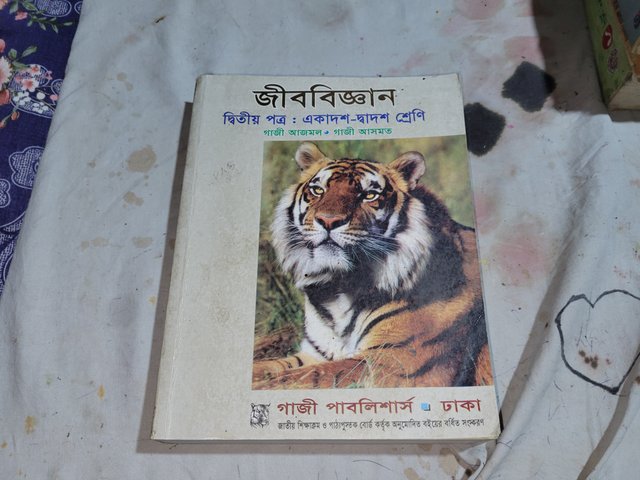 জীববিজ্ঞান
দ্বিতীয় পত্র : একাদশ-দ্বাদশ শ্রেণি
গাজী আজমল • গাজী আসমত
গাজী পাবলিশার্স ▪ ঢাকা
জাতীয় শিক্ষাক্রম ও পাঠ্যপুস্তক বোর্ড কর্তৃক অনুমোদিত বইয়ের বর্ধিত সংস্করণ